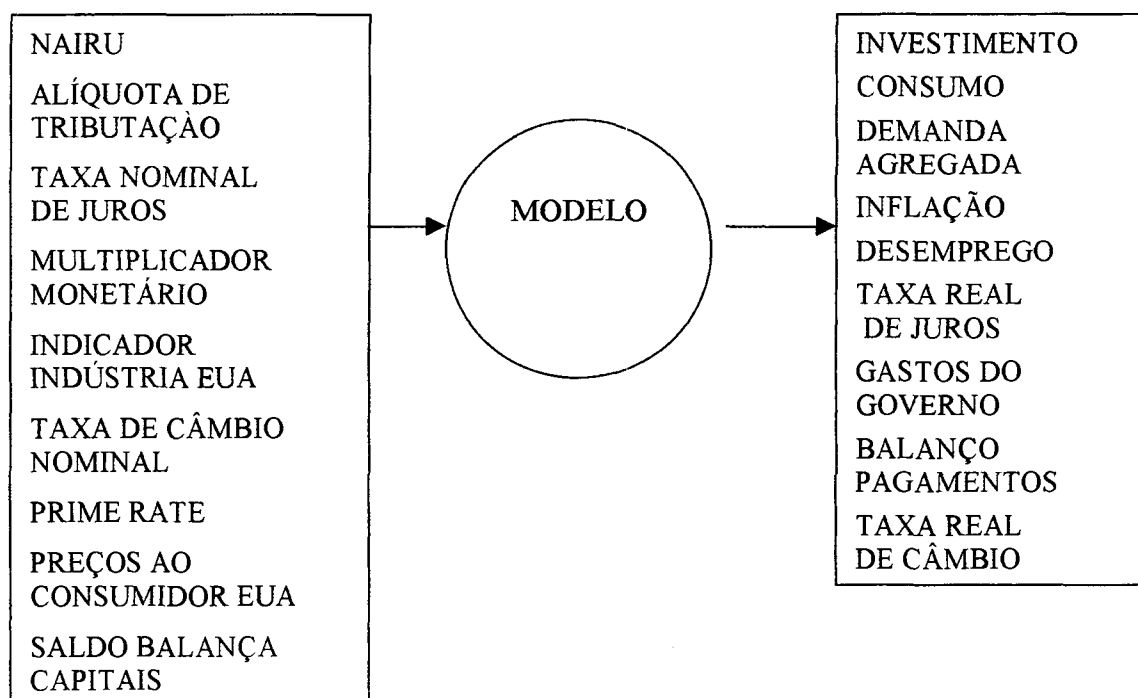 NAIRU
ALÍQUOTA DE
TRIBUTAÇÀO
TAXA NOMINAL
DE JUROS
MULTIPLICADOR
MONETÁRIO
INDICADOR
INDÚSTRIA EUA
TAXA DE CÂMBIO
NOMINAL
PRIME RATE
PREÇOS AO
CONSUMIDOR EUA
SALDO BALANÇA
CAPITAIS
MODELO
INVESTIMENTO
CONSUMO
DEMANDA
AGREGADA
INFLAÇÃO
DESEMPREGO
TAXA REAL
DE JUROS
GASTOS DO
GOVERNO
BALANÇO
PAGAMENTOS
TAXA REAL
DE CÂMBIO